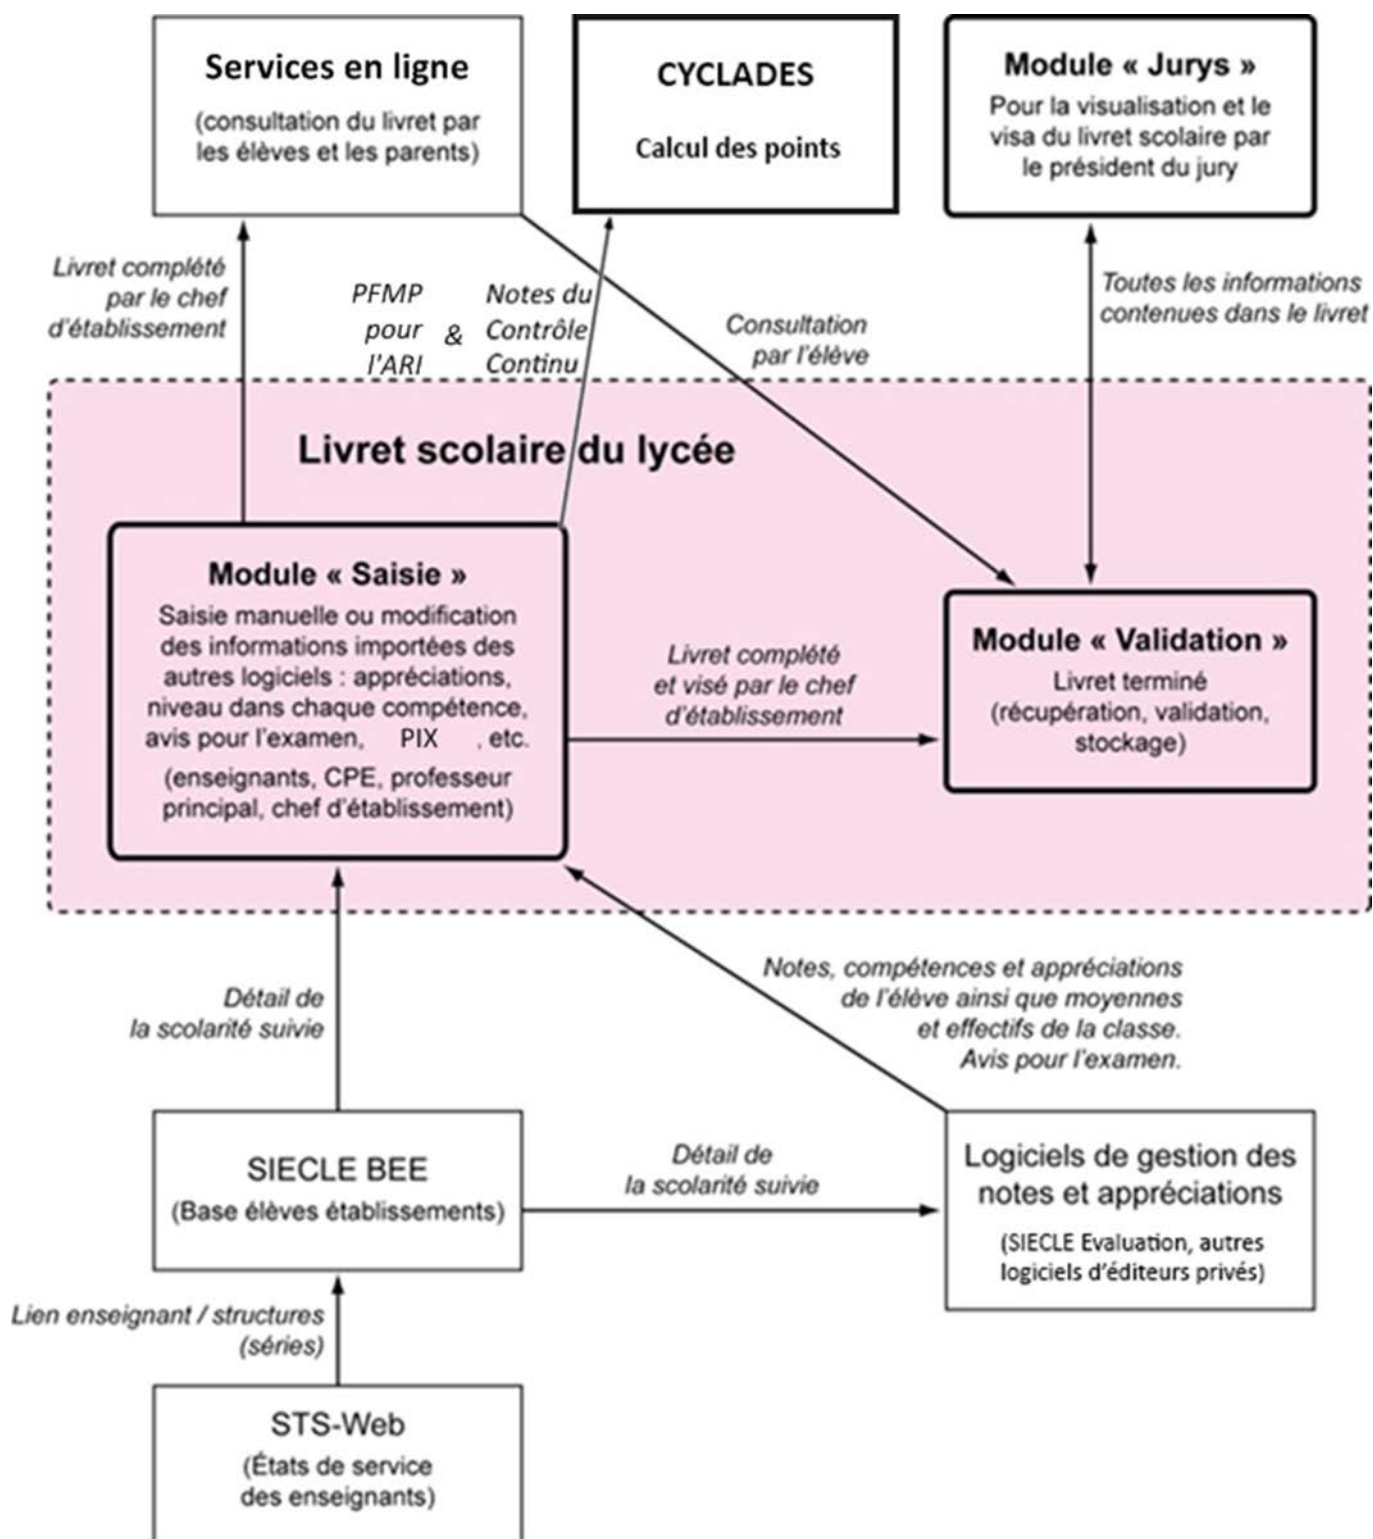 Services en ligne
(consultation du livret par
les élèves et les parents)
CYCLADES
Calcul des points
Module « Jurys »
Pour la visualisation et le
visa du livret scolaire par
le président du jury
Livret complété
par le chef
d'établissement
PFMP
pour
l'ARI
&
Notes du
Contrôle
Continu
Consultation
par l'élève
Toutes les informations
contenues dans le livret
Livret scolaire du lycée
Module « Saisie »
Saisie manuelle ou modification
des informations importées des
autres logiciels : appréciations,
niveau dans chaque compétence,
avis pour l'examen, PIX , etc.
(enseignants, CPE, professeur
principal, chef d'établissement)
Livret complété
et visé par le chef
d'établissement
Module « Validation »
Livret terminé
(récupération, validation,
stockage)
Détail de
la scolarité suivie
Notes, compétences et appréciations
de l'élève ainsi que moyennes
et effectifs de la classe.
Avis pour l'examen.
SIECLE BEE
(Base élèves établissements)
Détail de
la scolarité suivie
Logiciels de gestion des
notes et appréciations
(SIECLE Evaluation, autres
logiciels d'éditeurs privés)
Lien enseignant / structures
(séries)
STS-Web
(États de service
des enseignants)